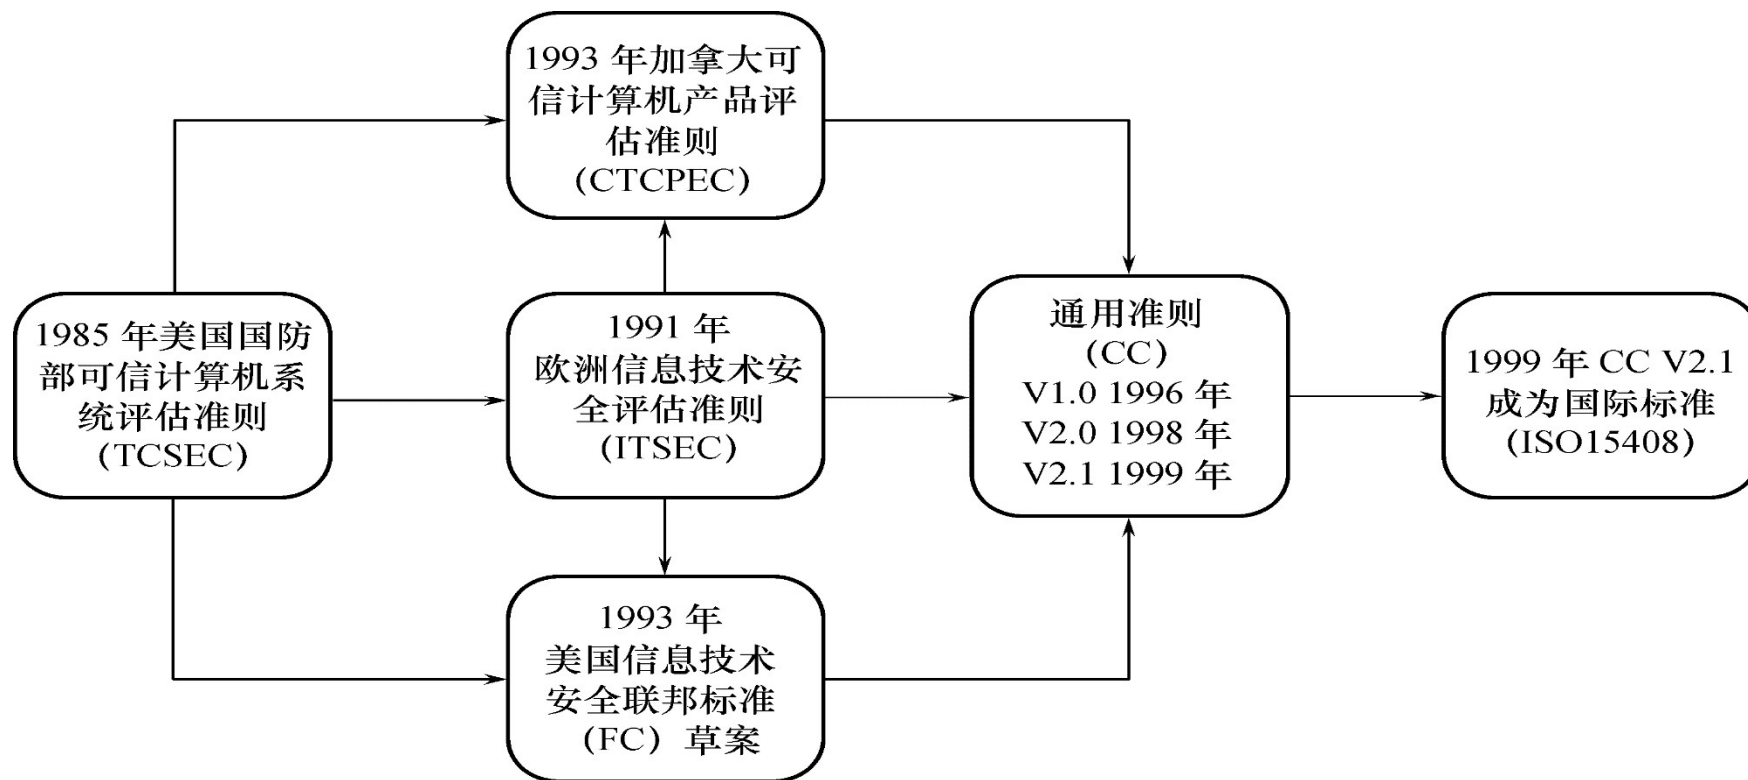 1993 年加拿大可
信计算机产品评
估准则
(CTCPEC)
1985 年美国国防
部可信计算机系
统评估准则
(TCSEC)
1991 年
欧洲信息技术安
全评估准则
(ITSEC)
1993 年
美国信息技术
安全联邦标准
(FC) 草案
通用准则
(CC)
V1.0 1996 年
V2.0 1998 年
V2.1 1999 年
1999 年 CC V2.1
成为国际标准
(ISO15408)